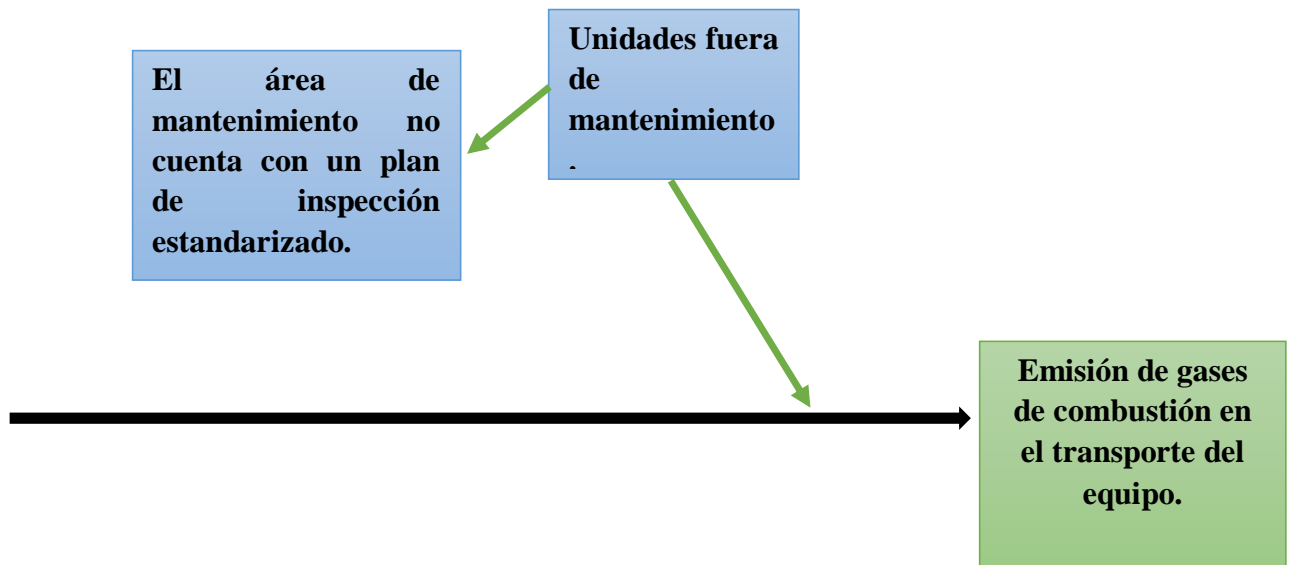 El área de
mantenimiento no
cuenta con un plan
de inspección
estandarizado.
Unidades fuera
de
mantenimiento
.
Emisión de gases
de combustión en
el transporte del
equipo.